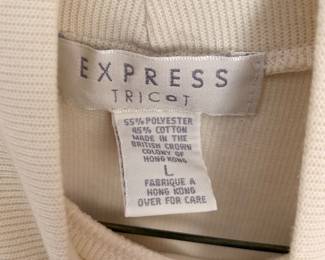 EXPRESS
TRICOT
55% POLYESTER
45% COTTON
MADE IN THE
BRITISH CROWN
COLONY OF
HONG KONG
L
FABRIQUE A
HONG KONG
OVER FOR CARE